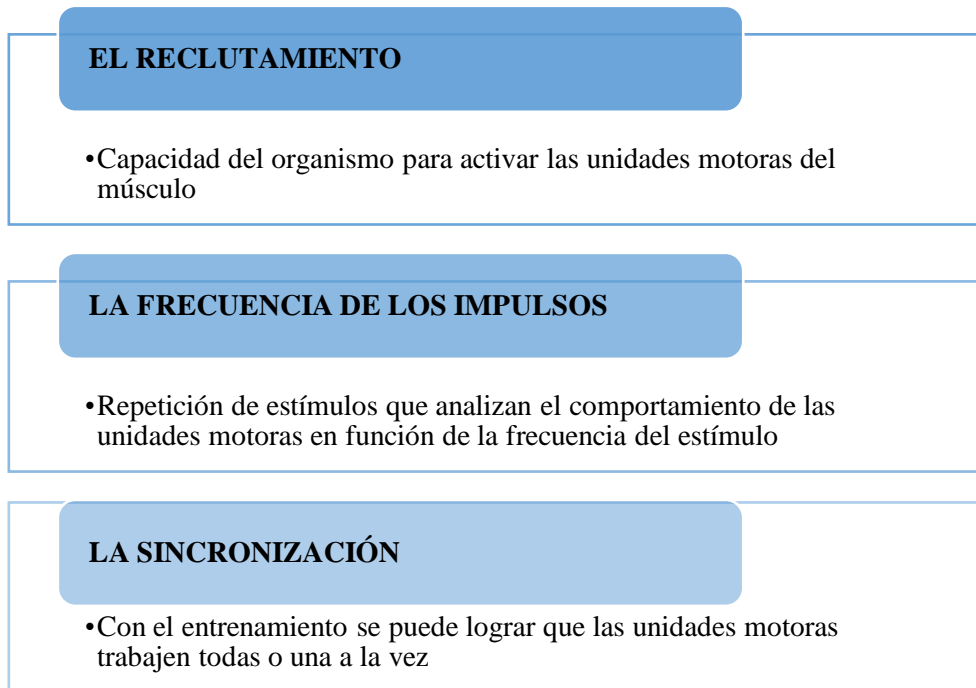 EL RECLUTAMIENTO
•Capacidad del organismo para activar las unidades motoras del
músculo
LA FRECUENCIA DE LOS IMPULSOS
•Repetición de estímulos que analizan el comportamiento de las
unidades motoras en función de la frecuencia del estímulo
LA SINCRONIZACIÓN
•Con el entrenamiento se puede lograr que las unidades motoras
trabajen todas o una a la vez